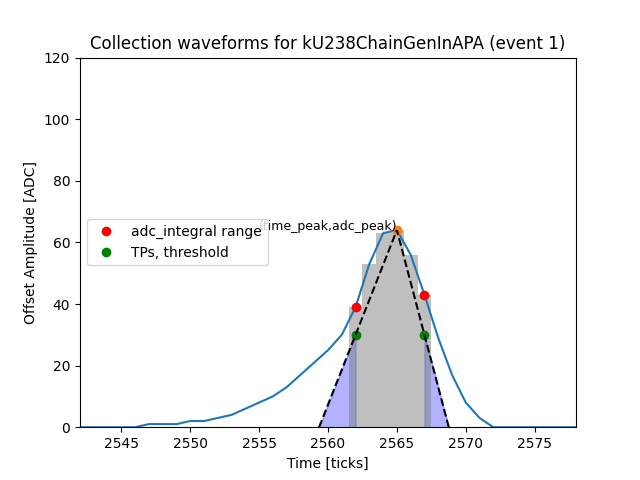 Collection waveforms for kU238ChainGenInAPA (event 1)
Offset Amplitude [ADC]
120
100
80
60
40
20
0
(time_peak,adc_peak)
adc_integral range
TPs, threshold
2545 2550 2555 2560 2565 2570 2575
Time [ticks]